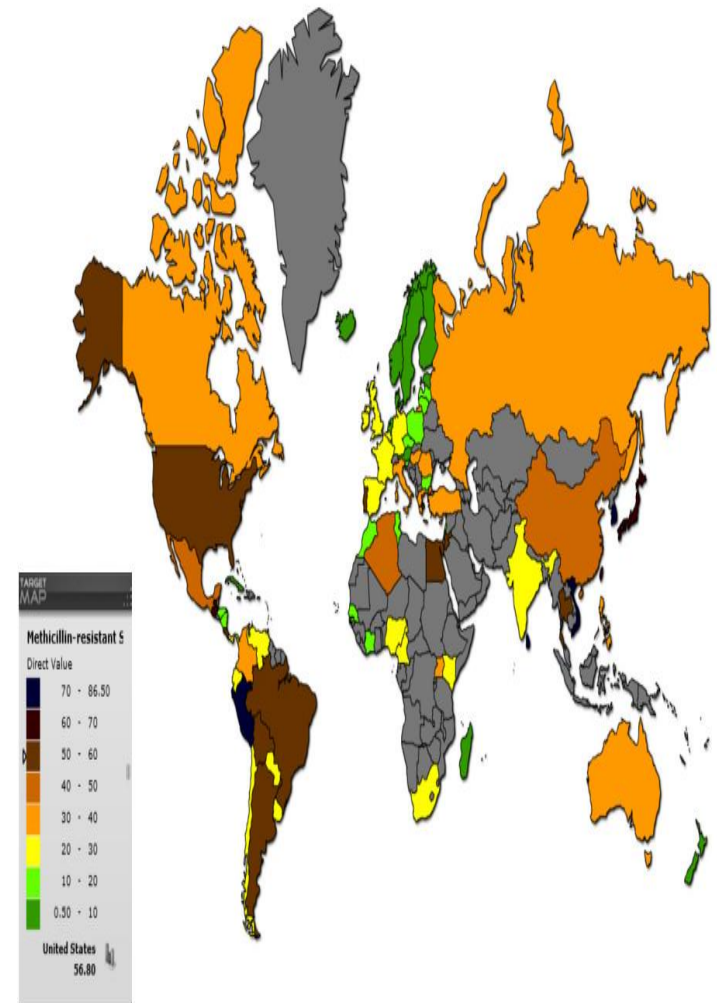 TARGET
MAP
Methicillin-resistant S
Direct Value
70 - 86.50
60 - 70
50 - 60
40 - 50
30 - 40
20 - 30
10 - 20
0.50 - 10
United States
56.80